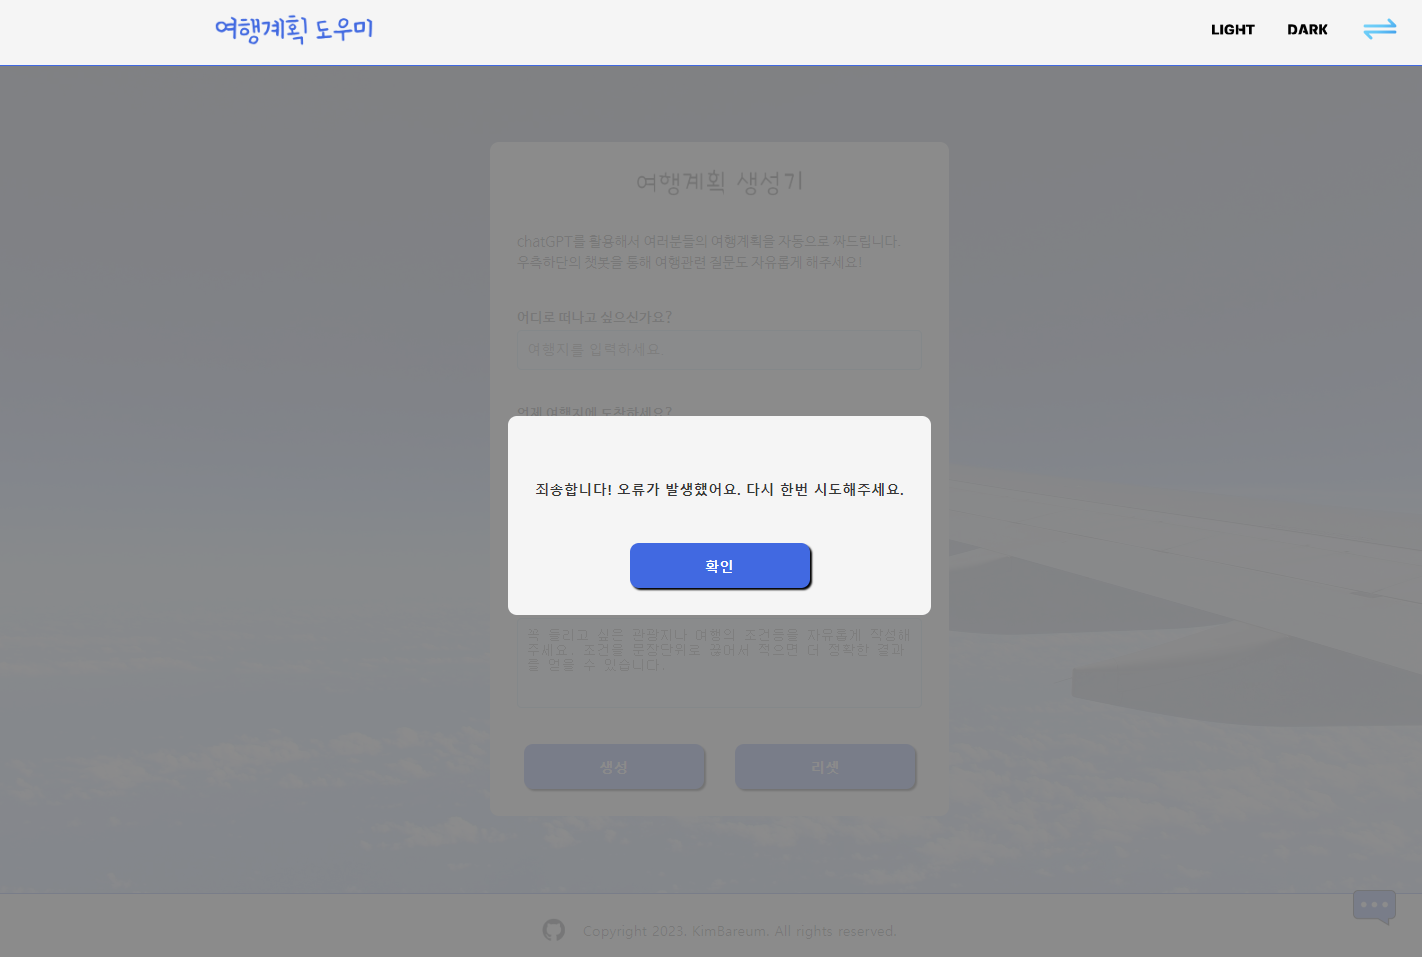 여행계획 도우미
LIGHT DARK
여행계획 생성기
chatGPT를 활용해서 여러분들의 여행계획을 자동으로 짜드립니다.
우측하단의 챗봇을 통해 여행관련 질문도 자유롭게 해주세요!
어디로 떠나고 싶으신가요?
여행지를 입력하세요.
언제 여행지에 도착하세요?
죄송합니다! 오류가 발생했어요. 다시 한번 시도해주세요.
확인
꼭 들리고 싶은 관광지나 여행의 조건등을 자유롭게 작성해
주세요. 조건을 문장단위로 끊어서 적으면 더 정확한 결과
를 얻을 수 있습니다.
생성 리셋
Copyright 2023. KimBareum. All rights reserved.